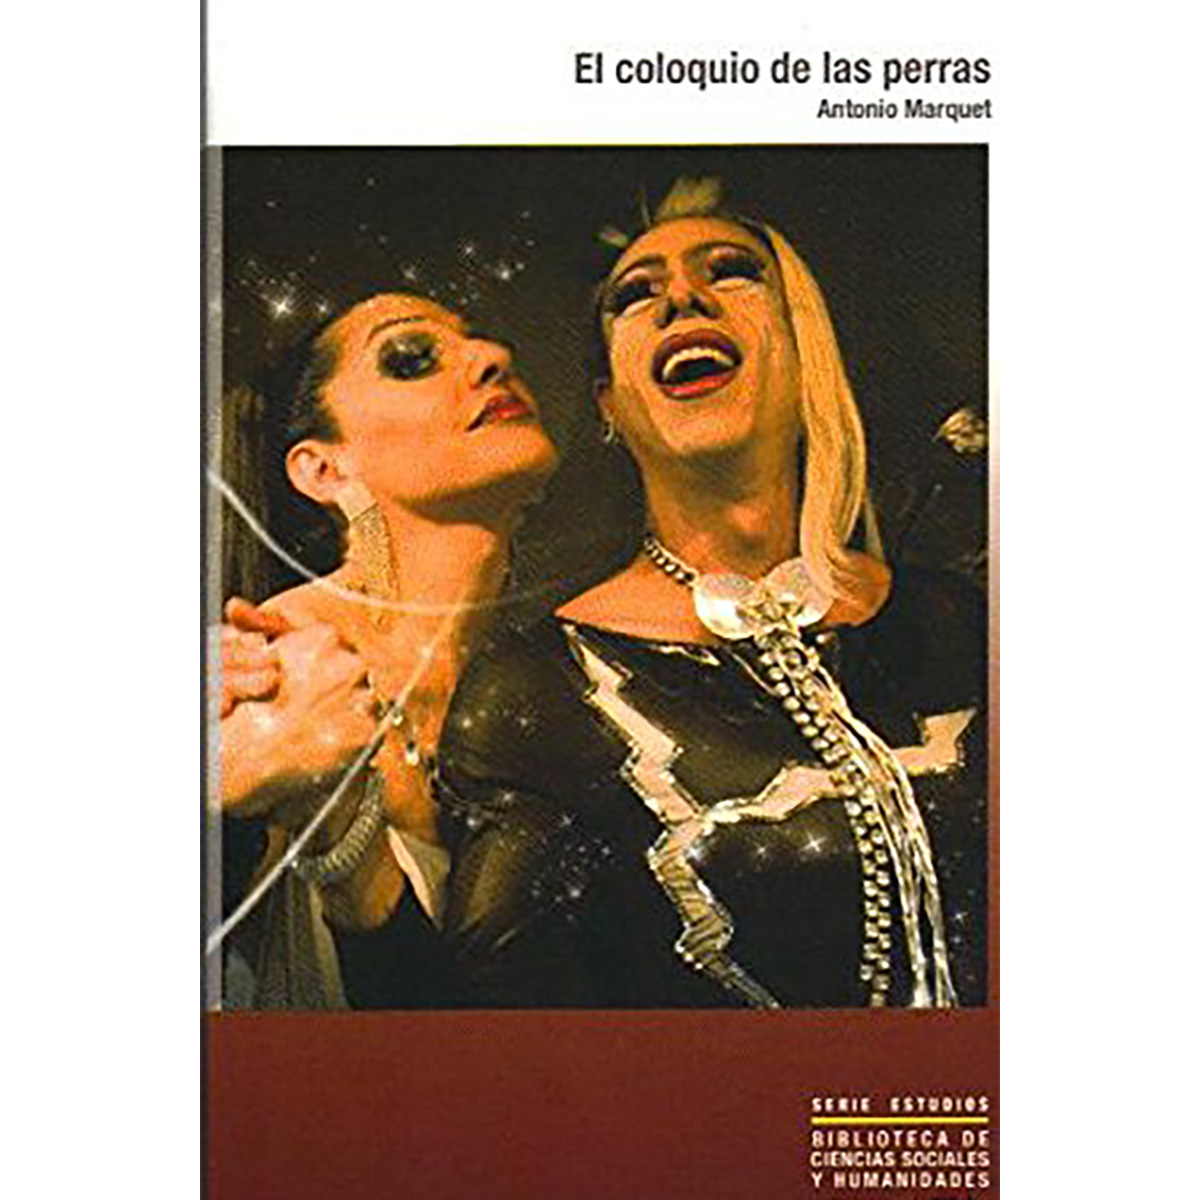 El coloquio de las perras
Antonio Marquet
SERIE ESTUDIOS
BIBLIOTECA DE
CIENCIAS SOCIALES
Y HUMANIDADES